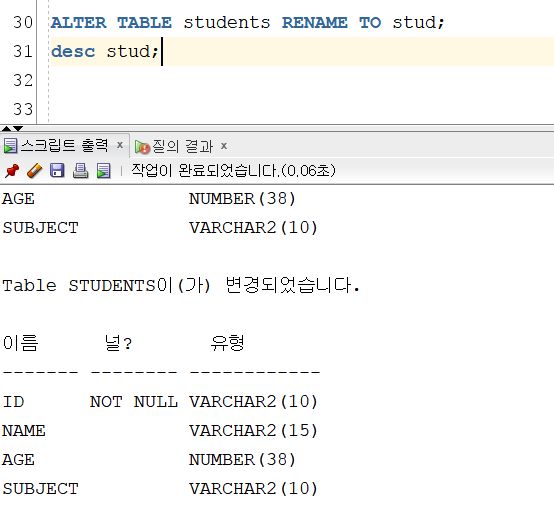 30 ALTER TABLE students RENAME TO stud;
31 desc stud;
32
33
스크립트 출력 x 질의 결과 x
작업이 완료되었습니다.(0,06초)
AGE NUMBER(38)
SUBJECT VARCHAR2(10)
Table STUDENTS이(가) 변경되었습니다.
이름 널? 유형
------- -------- ------------
ID NOT NULL VARCHAR2(10)
NAME VARCHAR2(15)
AGE NUMBER(38)
SUBJECT VARCHAR2(10)